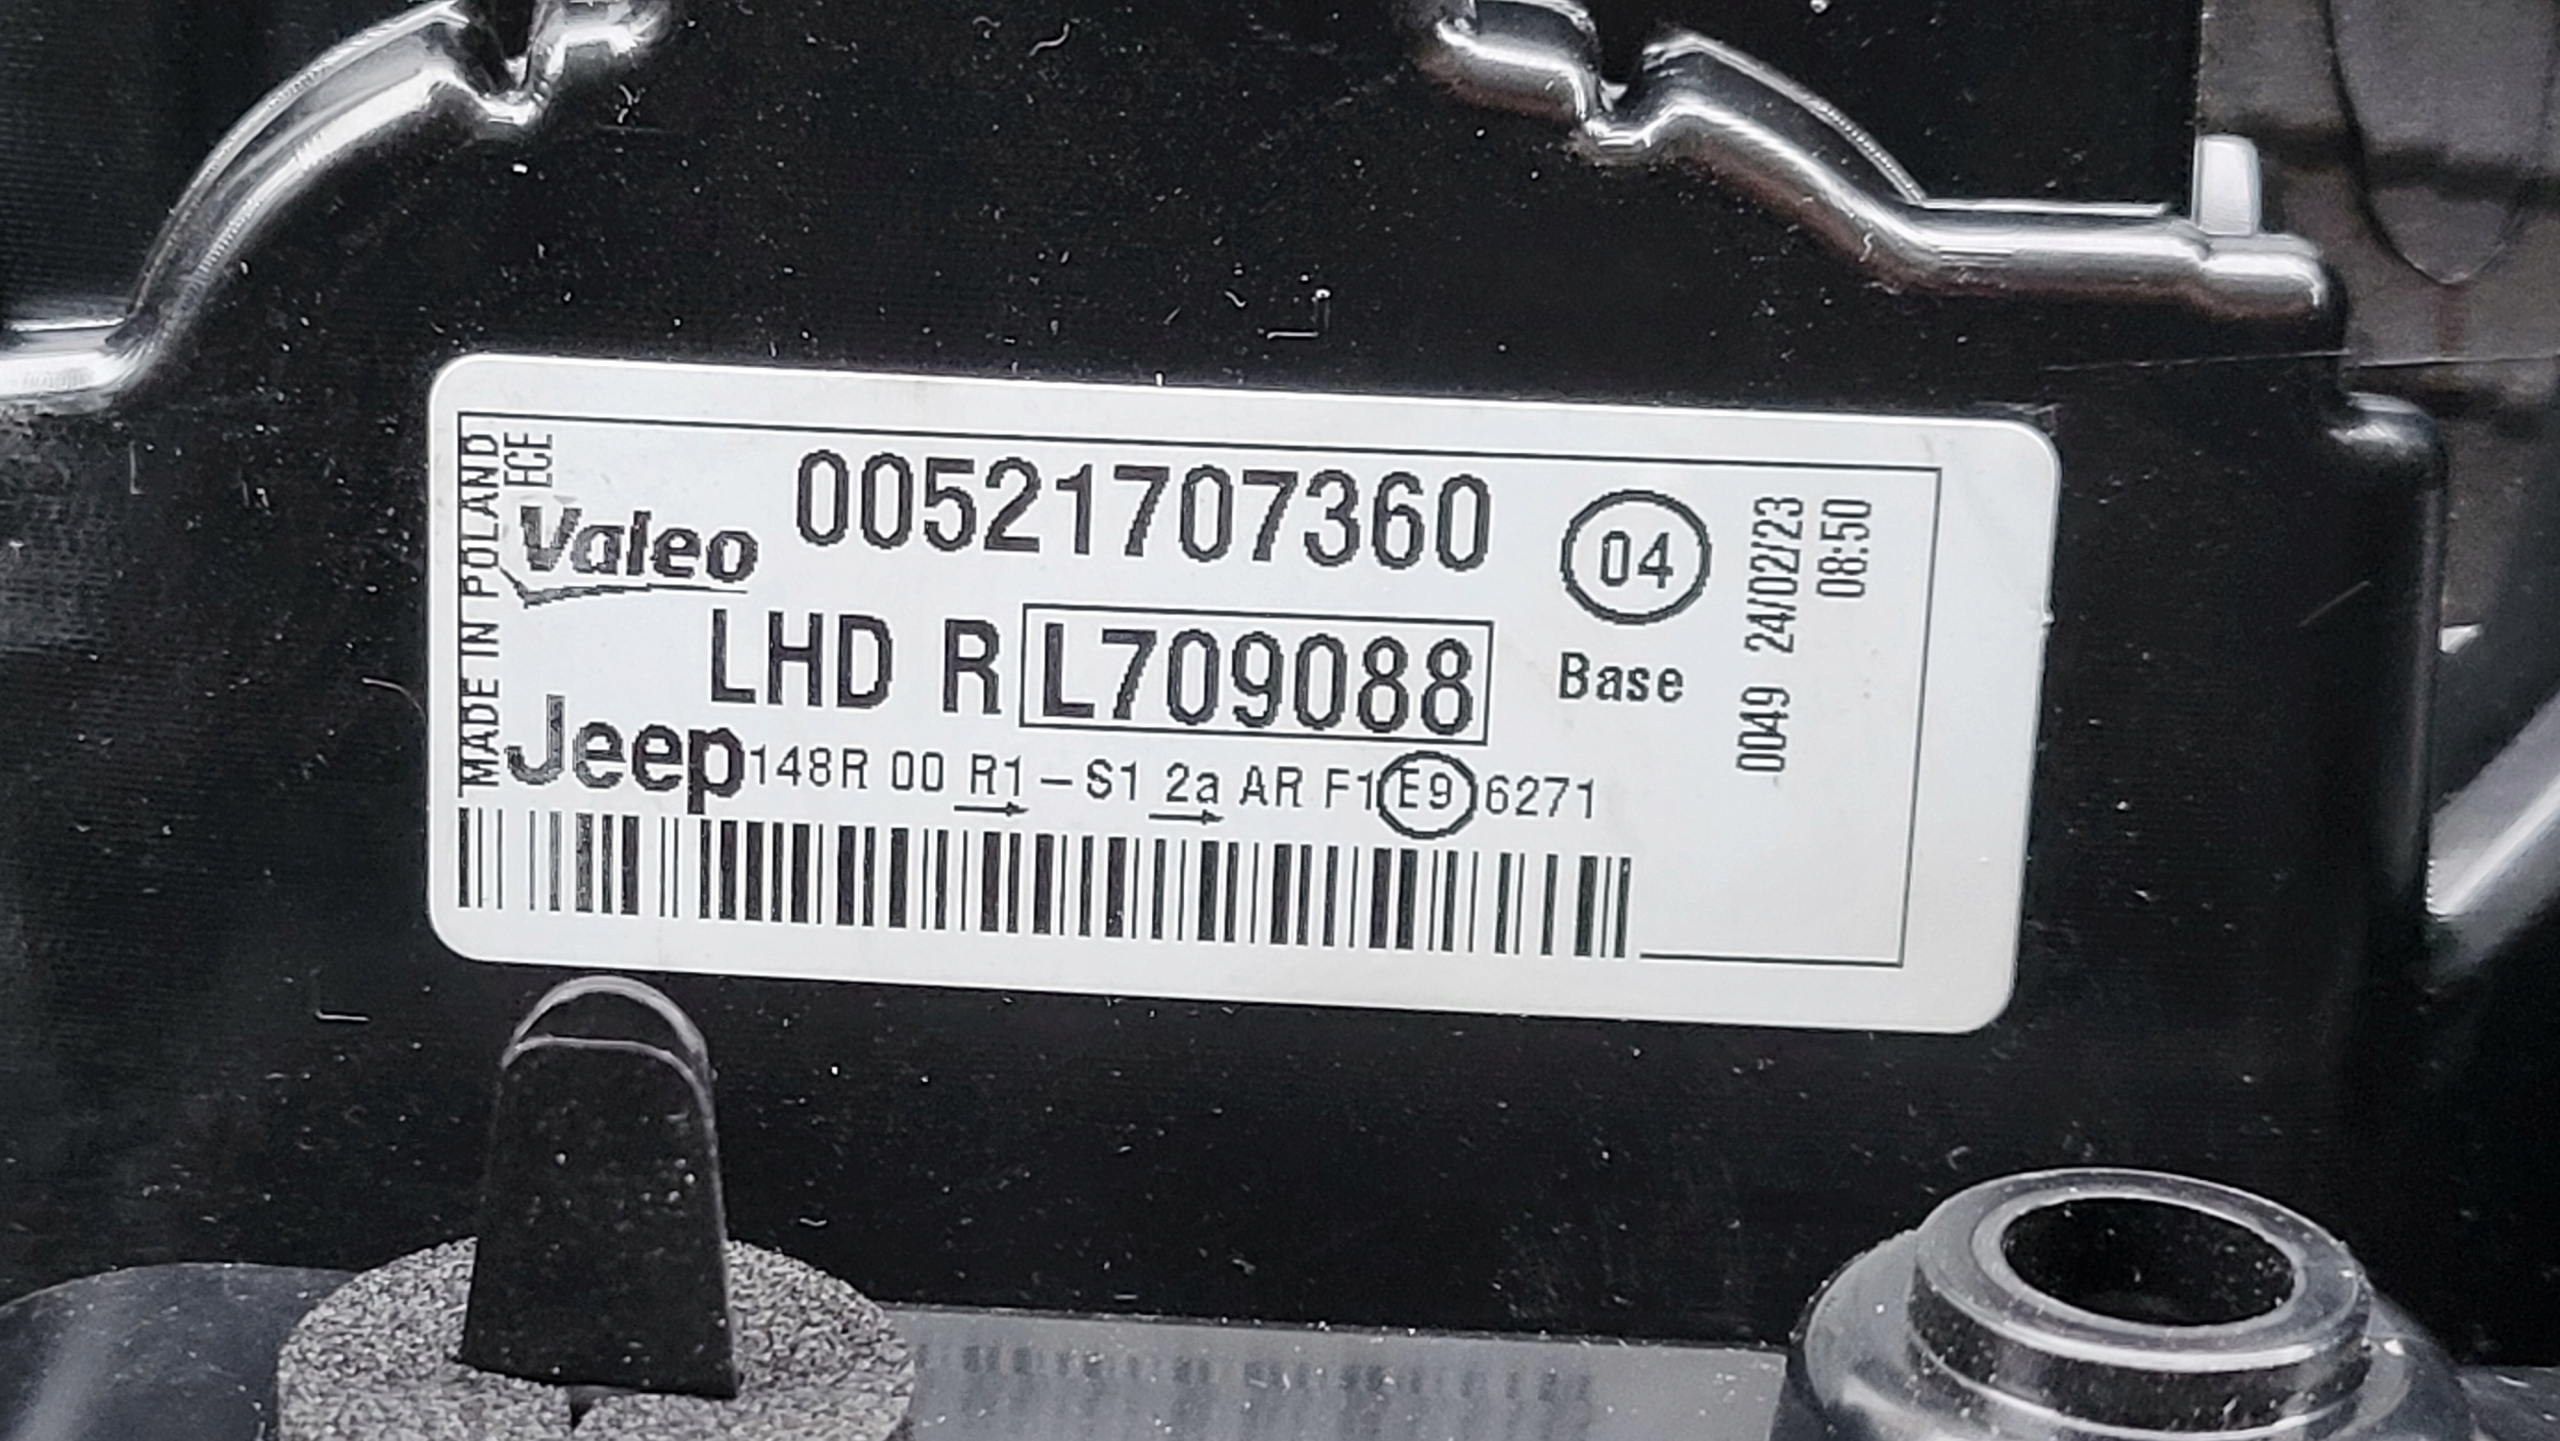 MADE IN POLAND
ECE
Valeo
00521707360
04
LHD R L709088
Base
Jeep
148R 00 R1-S1 2a AR F1 E9 6271
0049 24/02/23
08:50